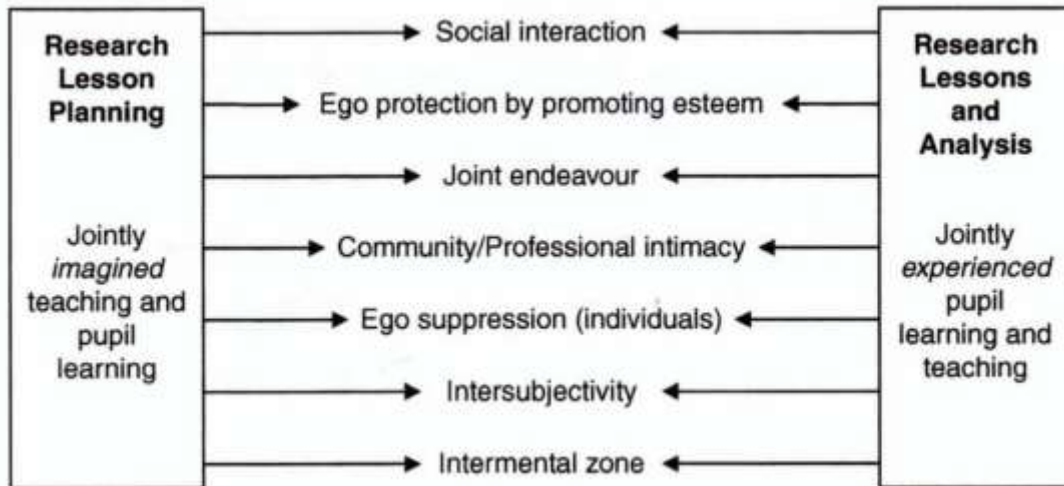 Research
Lesson
Planning
Jointly
imagined
teaching and
pupil
learning
Social interaction
Ego protection by promoting esteem
Joint endeavour
Community/Professional intimacy
Ego suppression (individuals)
Intersubjectivity
Intermental zone
Research
Lessons
and
Analysis
Jointly
experienced
pupil
learning and
teaching